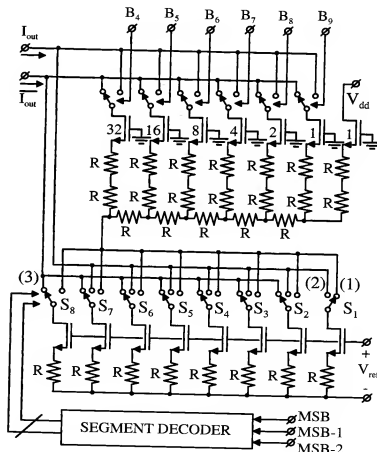 B4 B5 B6 B7 B8 B9
Iout
Iout
Vdd
32 16 8 4 2 1 1
R R R R R R
R R R R R R
R R R R R
(3) (2) (1)
S8 S7 S6 S5 S4 S3 S2 S1
+
Vref
R R R R R R R R
-
MSB
SEGMENT DECODER MSB-1
MSB-2